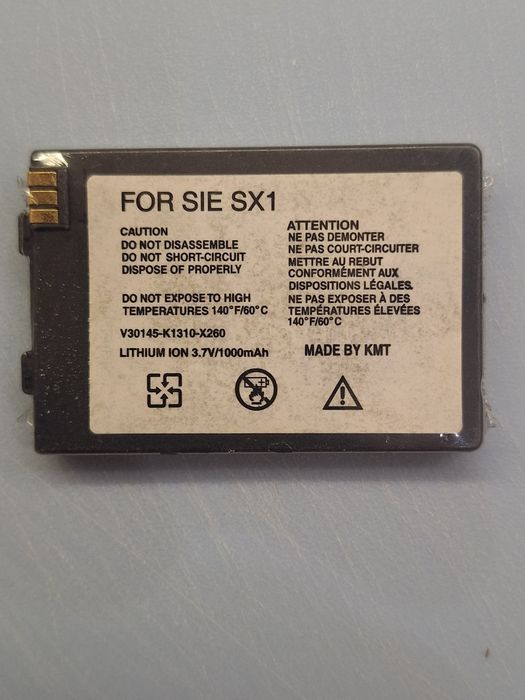 FOR SIE SX1
CAUTION
DO NOT DISASSEMBLE
DO NOT SHORT-CIRCUIT
DISPOSE OF PROPERLY
DO NOT EXPOSE TO HIGH
TEMPERATURES 140°F/60°C
V30145-K1310-X260
LITHIUM ION 3.7V/1000mAh
ATTENTION
NE PAS DEMONTER
NE PAS COURT-CIRCUITER
METTRE AU REBUT
CONFORMÉMENT AUX
DISPOSITIONS LÉGALES.
NE PAS EXPOSER À DES
TEMPÉRATURES ÉLEVÉES
140°F/60°C
MADE BY KMT